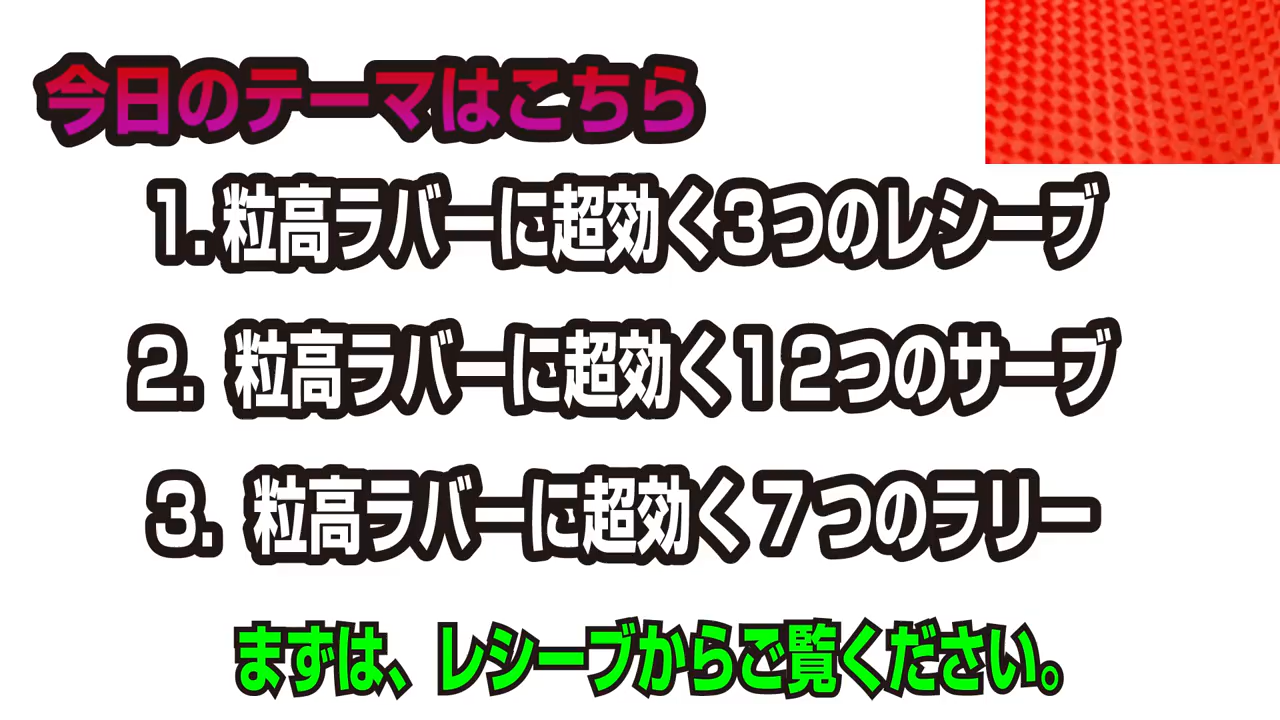 今日のテーマはこちら
1. 粒高ラバーに超効く３つのレシーブ
2. 粒高ラバーに超効く１２つのサーブ
3. 粒高ラバーに超効く７つのラリー
まずは、レシーブからご覧ください。